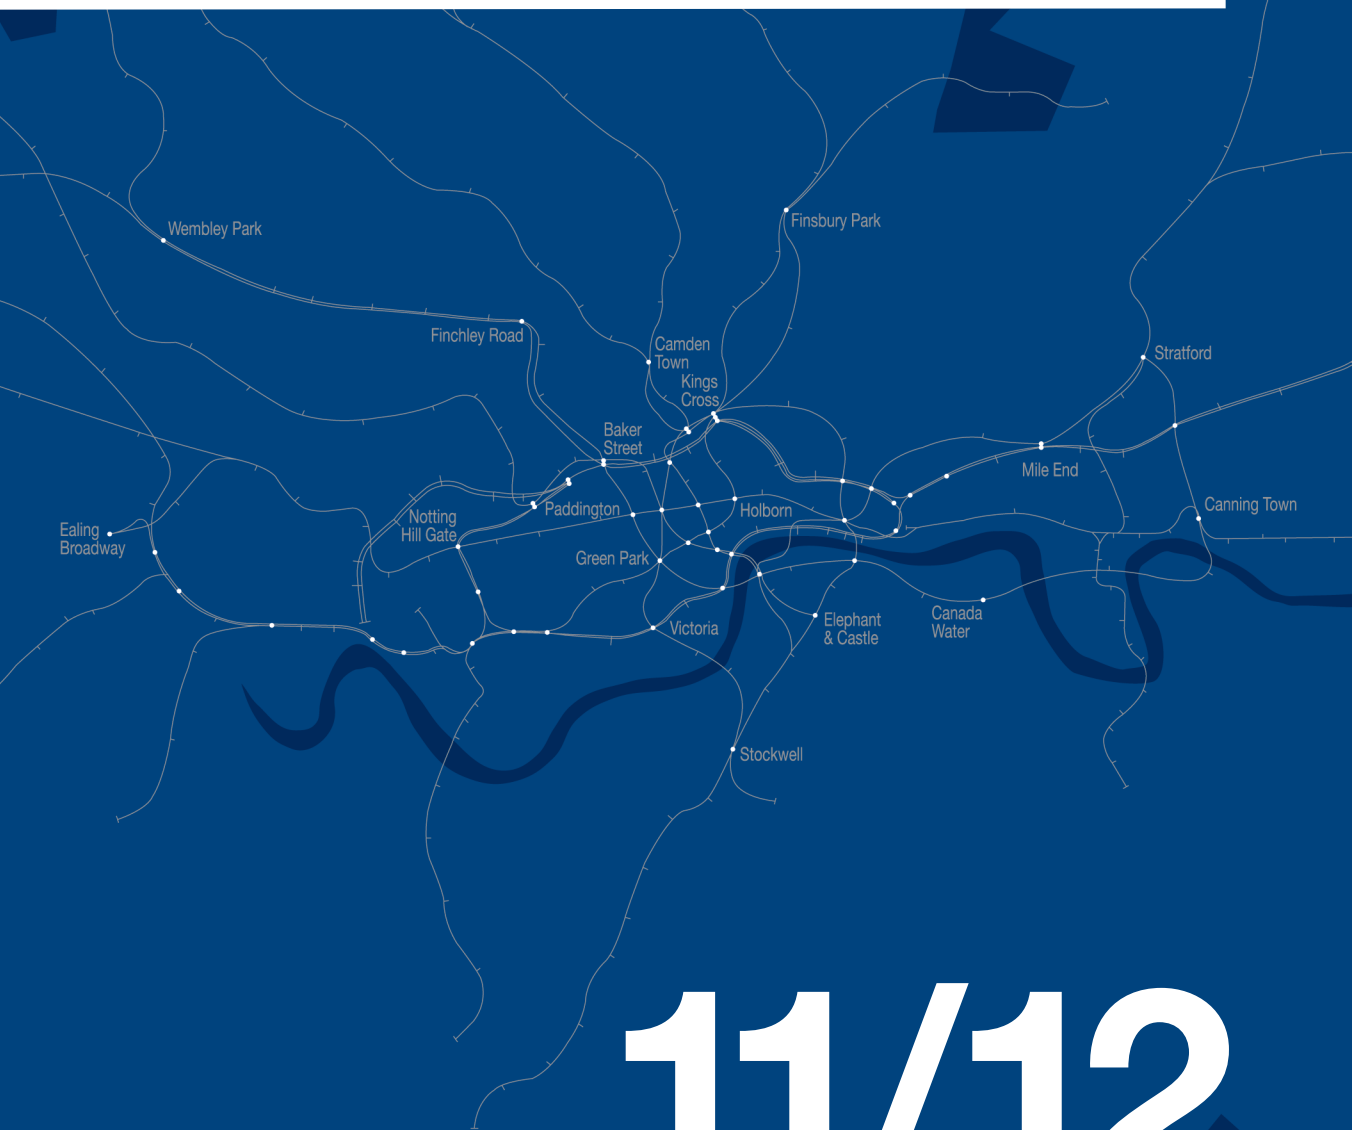 Wembley Park
Finsbury Park
Finchley Road
Camden
Town
Kings
Cross
Stratford
Baker
Street
Mile End
Notting
Hill Gate
Paddington
Holborn
Canning Town
Ealing
Broadway
Green Park
Victoria
Elephant
& Castle
Canada
Water
Stockwell
11/12